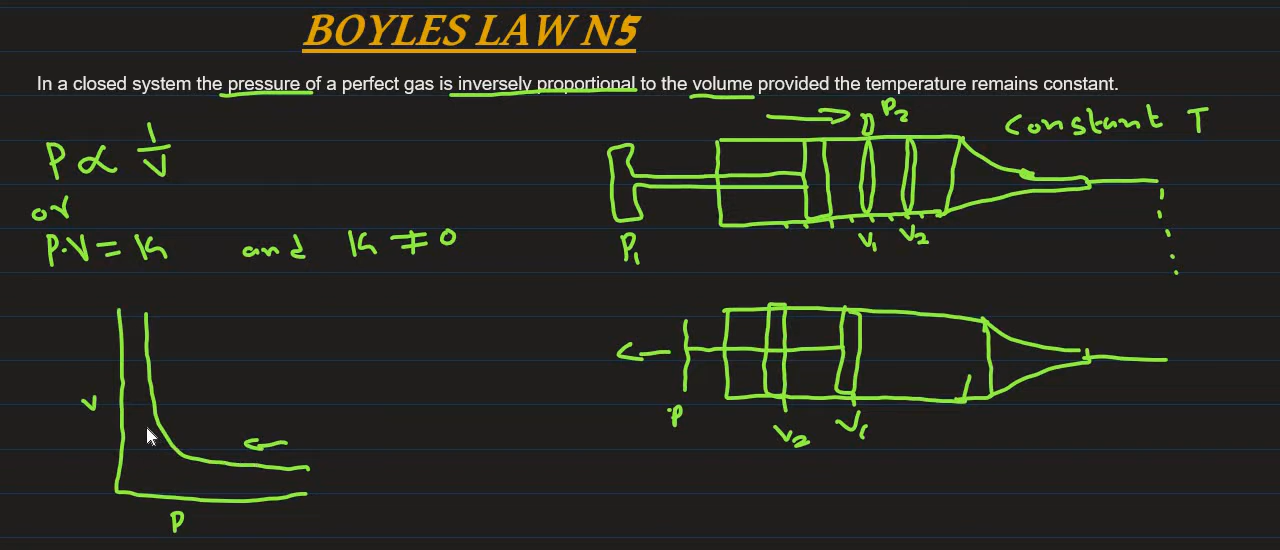 BOYLES LAW N5
In a closed system the pressure of a perfect gas is inversely proportional to the volume provided the temperature remains constant.
P ∝ 1/V
or
P.V = K and K ≠ 0
Constant T
P2
V1 V2
P1
V
P
P
V2 V1